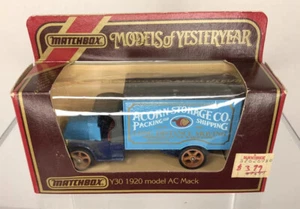 MATCHBOX
MODELS of YESTERYEAR
ACORN STORAGE CO.
PACKING SHIPPING
MATCHBOX
Y30 1920 model AC Mack